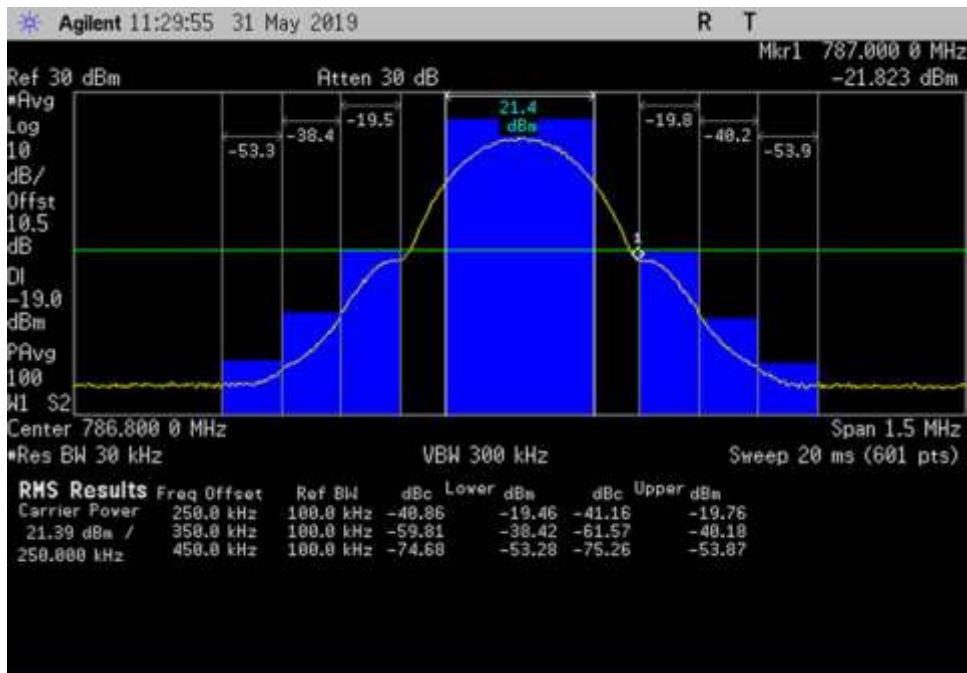 Agilent 11:29:55 31 May 2019 R T
Mkr1 787.000 0 MHz
Ref 30 dBm Atten 30 dB -21.823 dBm
#Avg
Log
10
dB/
Offst
10.5
dB
DI
-19.0
dBm
PAvg
100
W1 S2
21.4
dBm
-53.3 -38.4 -19.5 -19.8 -40.2 -53.9
1
Center 786.800 0 MHz Span 1.5 MHz
#Res BW 30 kHz VBW 300 kHz Sweep 20 ms (601 pts)
RMS Results Freq Offset Ref BW dBc Lower dBm dBc Upper dBm
Carrier Power 250.0 kHz 100.0 kHz -40.86 -19.46 -41.16 -19.76
21.39 dBm / 350.0 kHz 100.0 kHz -59.81 -38.42 -61.57 -40.18
250.000 kHz 450.0 kHz 100.0 kHz -74.68 -53.28 -75.26 -53.87